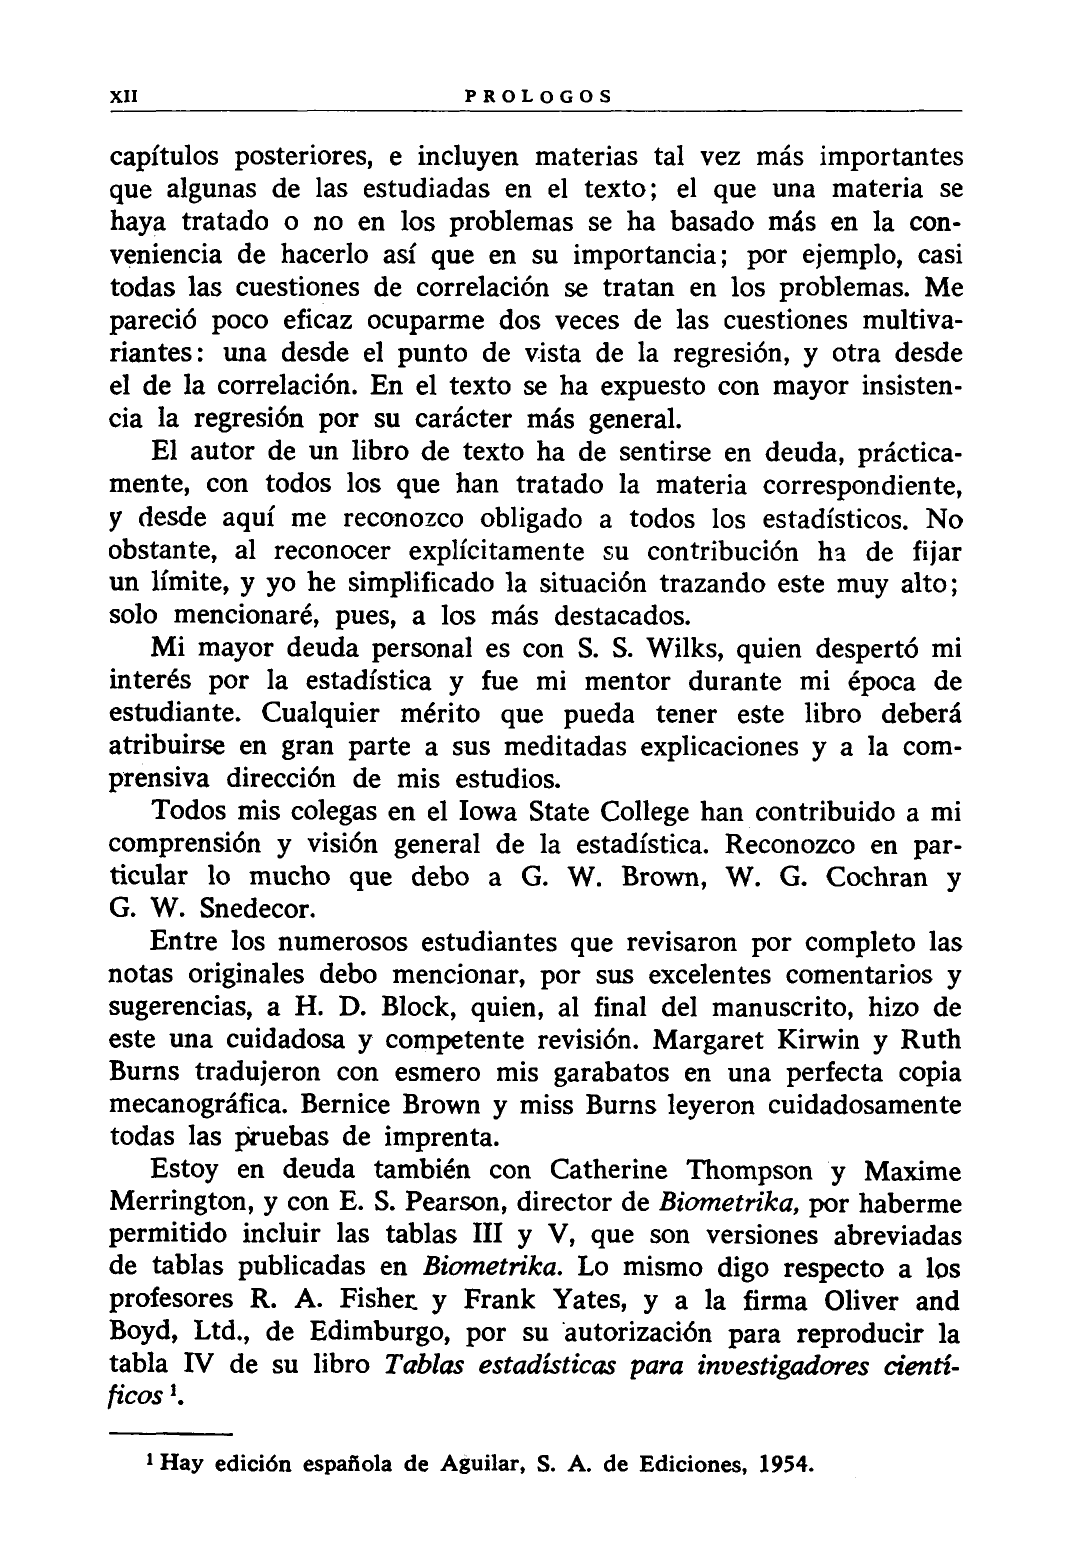 XII PROLOGOS
capítulos posteriores, e incluyen materias tal vez más importantes
que algunas de las estudiadas en el texto; el que una materia se
haya tratado o no en los problemas se ha basado más en la con-
veniencia de hacerlo así que en su importancia; por ejemplo, casi
todas las cuestiones de correlación se tratan en los problemas. Me
pareció poco eficaz ocuparme dos veces de las cuestiones multiva-
riantes: una desde el punto de vista de la regresión, y otra desde
el de la correlación. En el texto se ha expuesto con mayor insisten-
cia la regresión por su carácter más general.
El autor de un libro de texto ha de sentirse en deuda, práctica-
mente, con todos los que han tratado la materia correspondiente,
y desde aquí me reconozco obligado a todos los estadísticos. No
obstante, al reconocer explícitamente su contribución ha de fijar
un límite, y yo he simplificado la situación trazando este muy alto;
solo mencionaré, pues, a los más destacados.
Mi mayor deuda personal es con S. S. Wilks, quien despertó mi
interés por la estadística y fue mi mentor durante mi época de
estudiante. Cualquier mérito que pueda tener este libro deberá
atribuirse en gran parte a sus meditadas explicaciones y a la com-
prensiva dirección de mis estudios.
Todos mis colegas en el Iowa State College han contribuido a mi
comprensión y visión general de la estadística. Reconozco en par-
ticular lo mucho que debo a G. W. Brown, W. G. Cochran y
G. W. Snedecor.
Entre los numerosos estudiantes que revisaron por completo las
notas originales debo mencionar, por sus excelentes comentarios y
sugerencias, a H. D. Block, quien, al final del manuscrito, hizo de
este una cuidadosa y competente revisión. Margaret Kirwin y Ruth
Burns tradujeron con esmero mis garabatos en una perfecta copia
mecanográfica. Bernice Brown y miss Burns leyeron cuidadosamente
todas las pruebas de imprenta.
Estoy en deuda también con Catherine Thompson y Maxime
Merrington, y con E. S. Pearson, director de Biometrika, por haberme
permitido incluir las tablas III y V, que son versiones abreviadas
de tablas publicadas en Biometrika. Lo mismo digo respecto a los
profesores R. A. Fisher y Frank Yates, y a la firma Oliver and
Boyd, Ltd., de Edimburgo, por su autorización para reproducir la
tabla IV de su libro Tablas estadísticas para investigadores cientí-
ficos ¹.
¹ Hay edición española de Aguilar, S. A. de Ediciones, 1954.